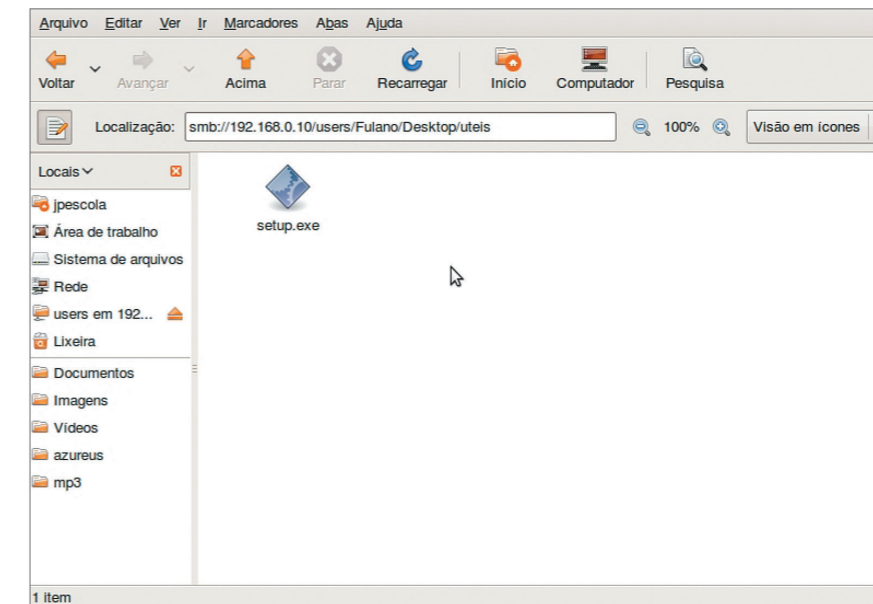 Arquivo Editar Ver Ir Marcadores Abas Ajuda
Voltar Avançar Acima Parar Recarregar Início Computador Pesquisa
Localização: smb://192.168.0.10/users/Fulano/Desktop/uteis 100% Visão em ícones
Locais
jpescola
Área de trabalho
Sistema de arquivos
Rede
users em 192...
Lixeira
Documentos
Imagens
Vídeos
azureus
mp3
setup.exe
1 item